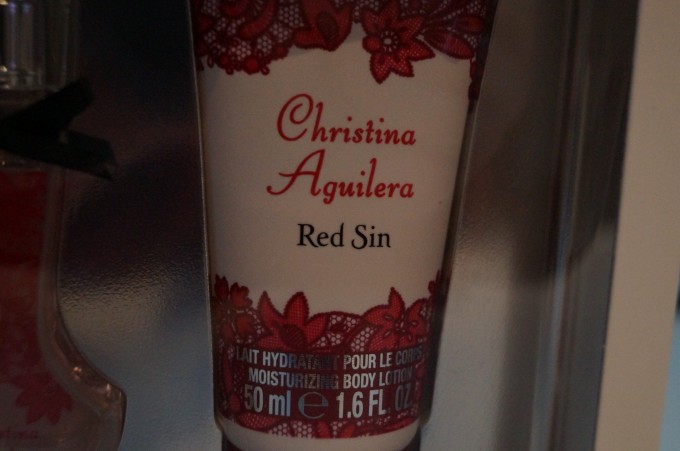 Christina
Aguilera
Red Sin
LAIT HYDRATANT POUR LE CORPS
MOISTURIZING BODY LOTION
50 ml e 1.6 FL. OZ.